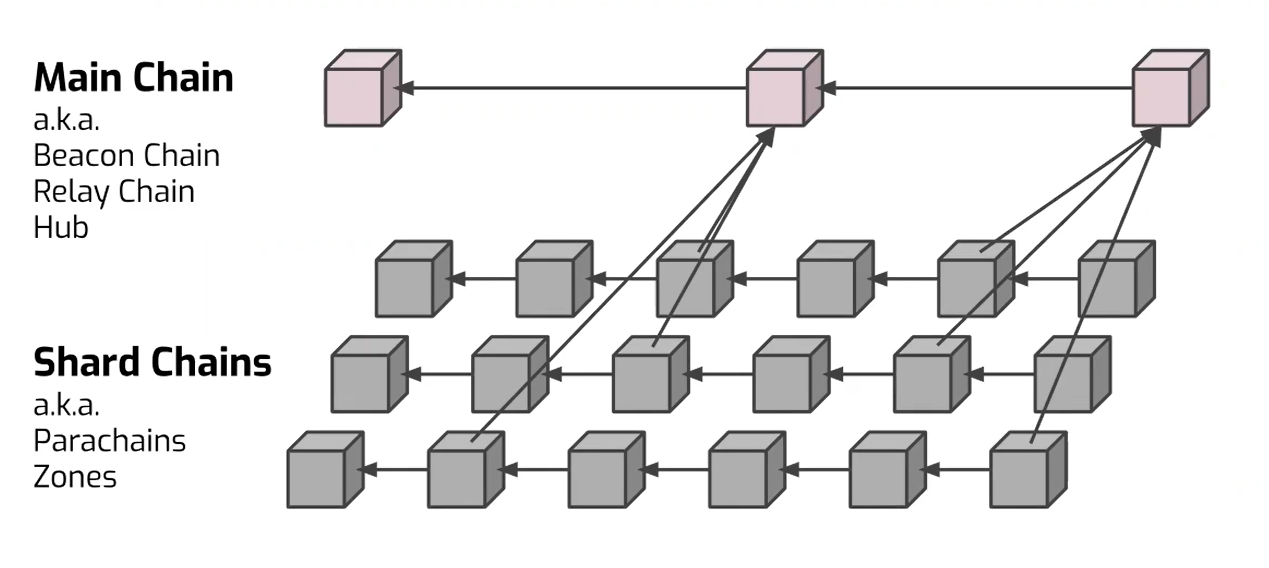 Main Chain
a.k.a.
Beacon Chain
Relay Chain
Hub
Shard Chains
a.k.a.
Parachains
Zones